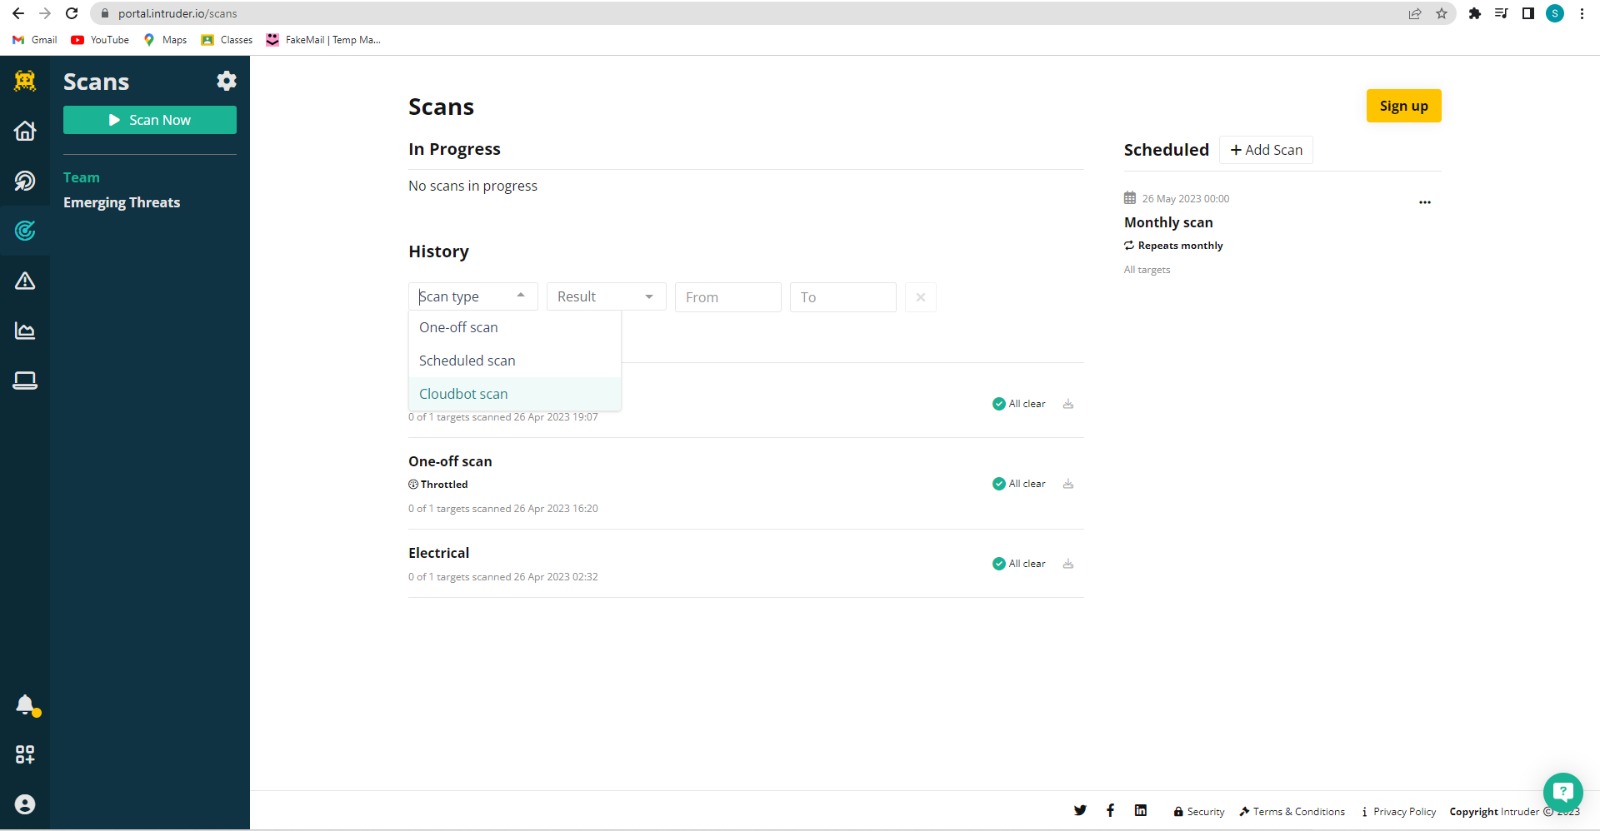 portal.intruder.io/scans
S
Gmail
YouTube
Maps
Classes
FakeMail | Temp Ma...
Scans
Scan Now
Team
Emerging Threats
Scans
Sign up
In Progress
No scans in progress
Scheduled
Add Scan
26 May 2023 00:00
Monthly scan
Repeats monthly
All targets
History
Scan type
Result
From
To
One-off scan
Scheduled scan
Cloudbot scan
0 of 1 targets scanned 26 Apr 2023 19:07
All clear
One-off scan
Throttled
0 of 1 targets scanned 26 Apr 2023 16:20
All clear
Electrical
0 of 1 targets scanned 26 Apr 2023 02:32
All clear
Security
Terms & Conditions
Privacy Policy
Copyright Intruder ©